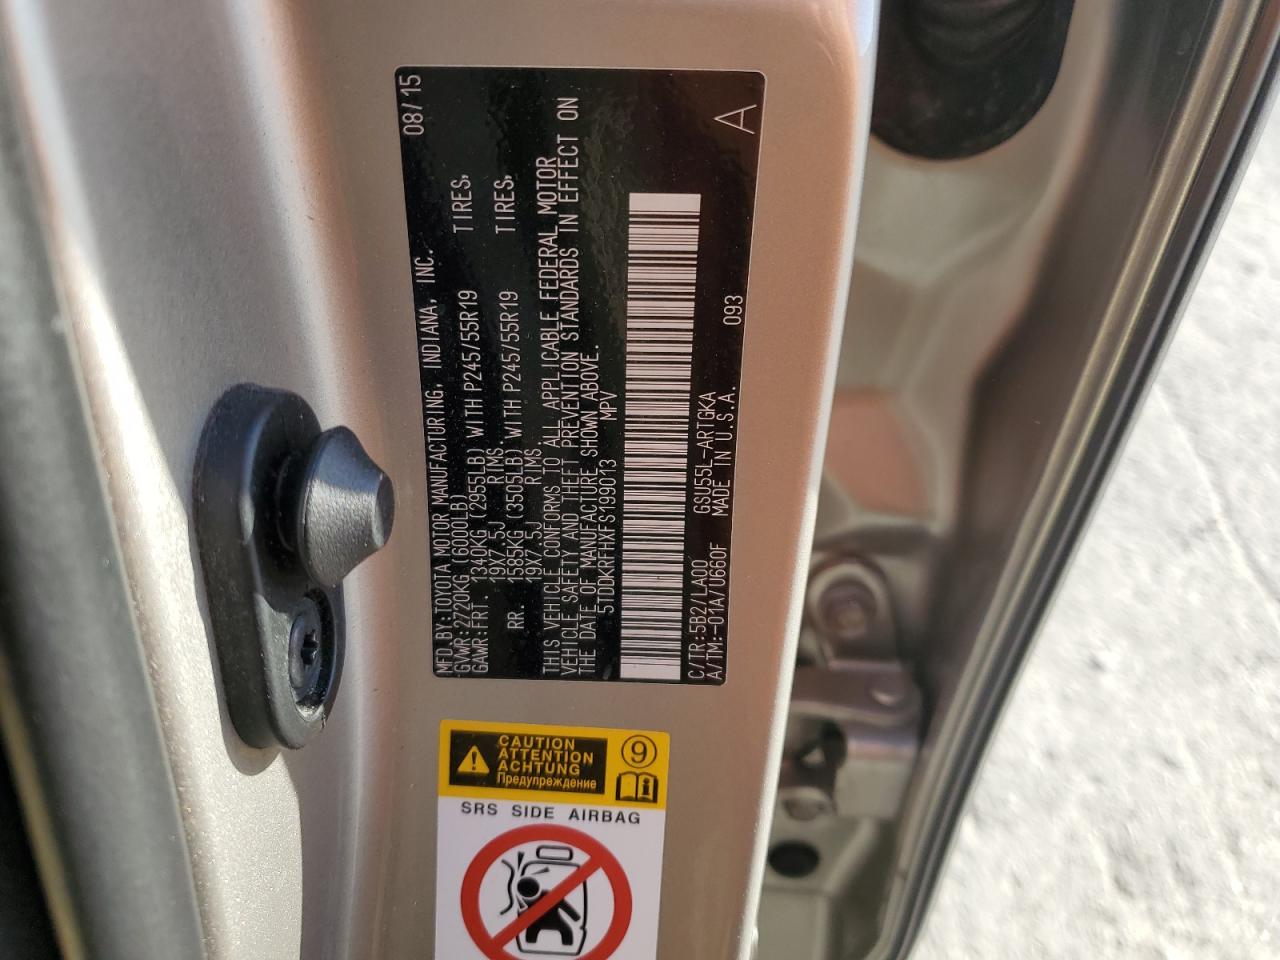 08/15
MFD.BY:TOYOTA MOTOR MANUFACTURING, INDIANA, INC.
GVWR:2720KG (6000LB)
GAWR:FRT. 1340KG (2955LB) WITH P245/55R19 TIRES,
19X7.5J RIMS.
RR. 1585KG (3505LB) WITH P245/55R19 TIRES,
19X7.5J RIMS.
THIS VEHICLE CONFORMS TO ALL APPLICABLE FEDERAL MOTOR
VEHICLE SAFETY AND THEFT PREVENTION STANDARDS IN EFFECT ON
THE DATE OF MANUFACTURE SHOWN ABOVE.
5TDDKRFHXFS199013 MPV
C/TR:5B2/LA00 GSU55L-ARTGKA 093
A/TM:-01A/U660F MADE IN U.S.A.
A
CAUTION
ATTENTION
ACHTUNG
Предупреждение
9
SRS SIDE AIRBAG